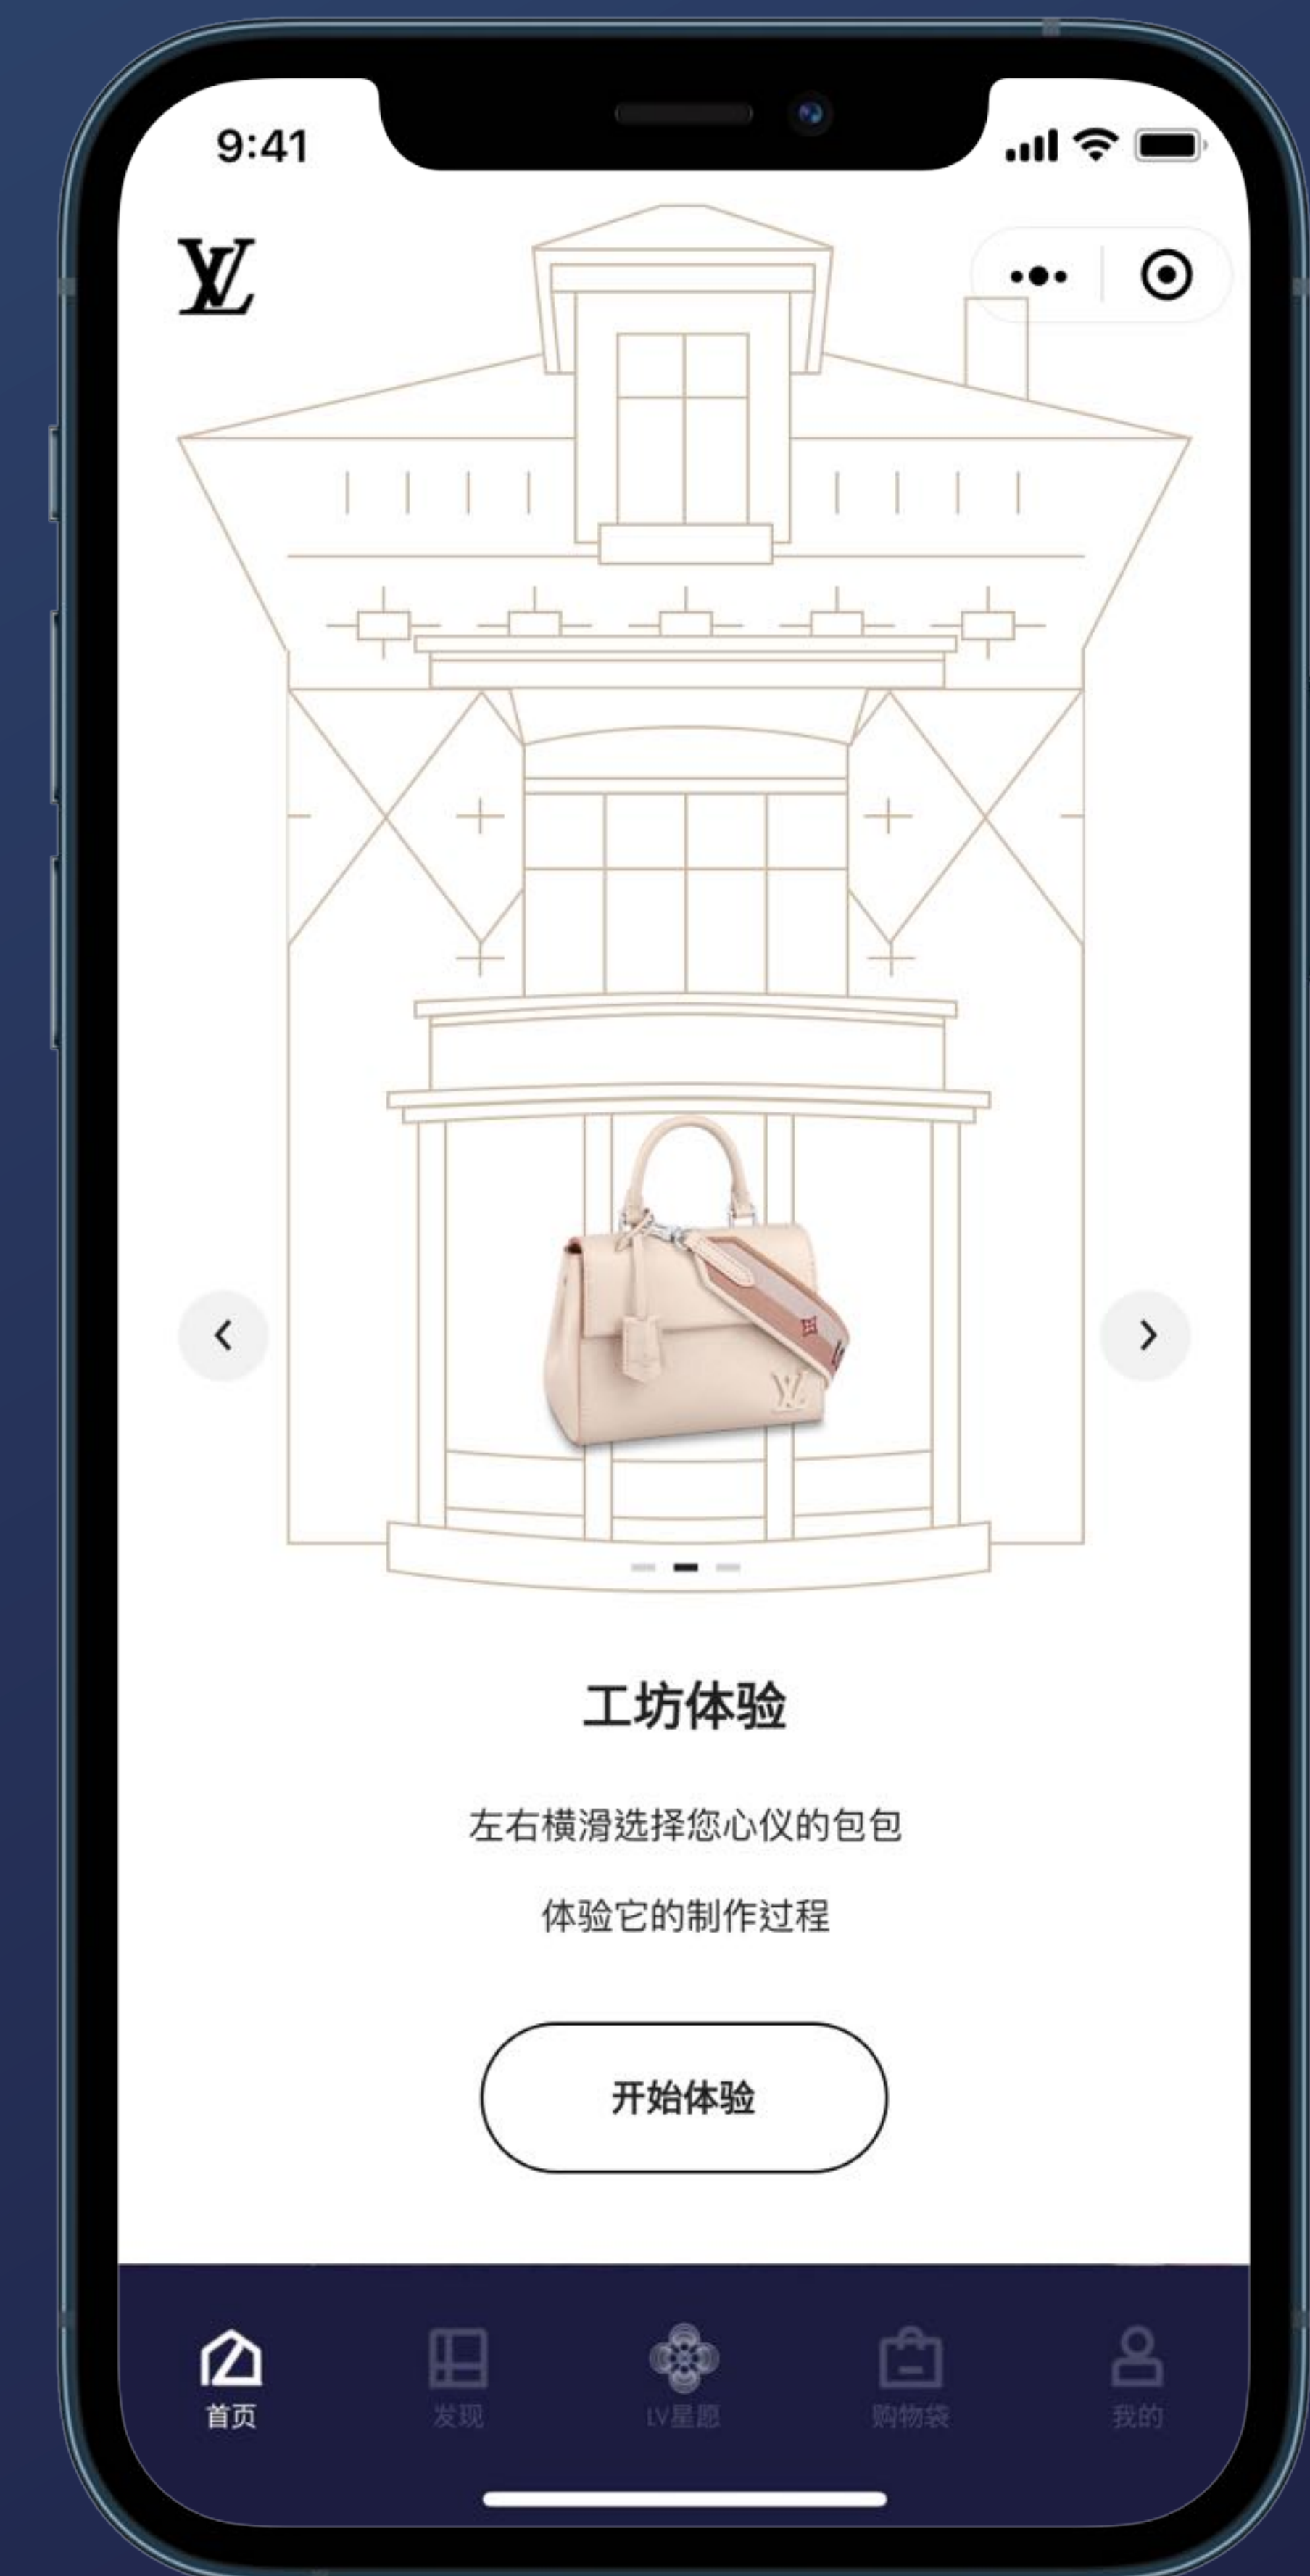 9:41
LV
工坊体验
左右横滑选择您心仪的包包
体验它的制作过程
开始体验
首页
发现
LV星愿
购物袋
我的